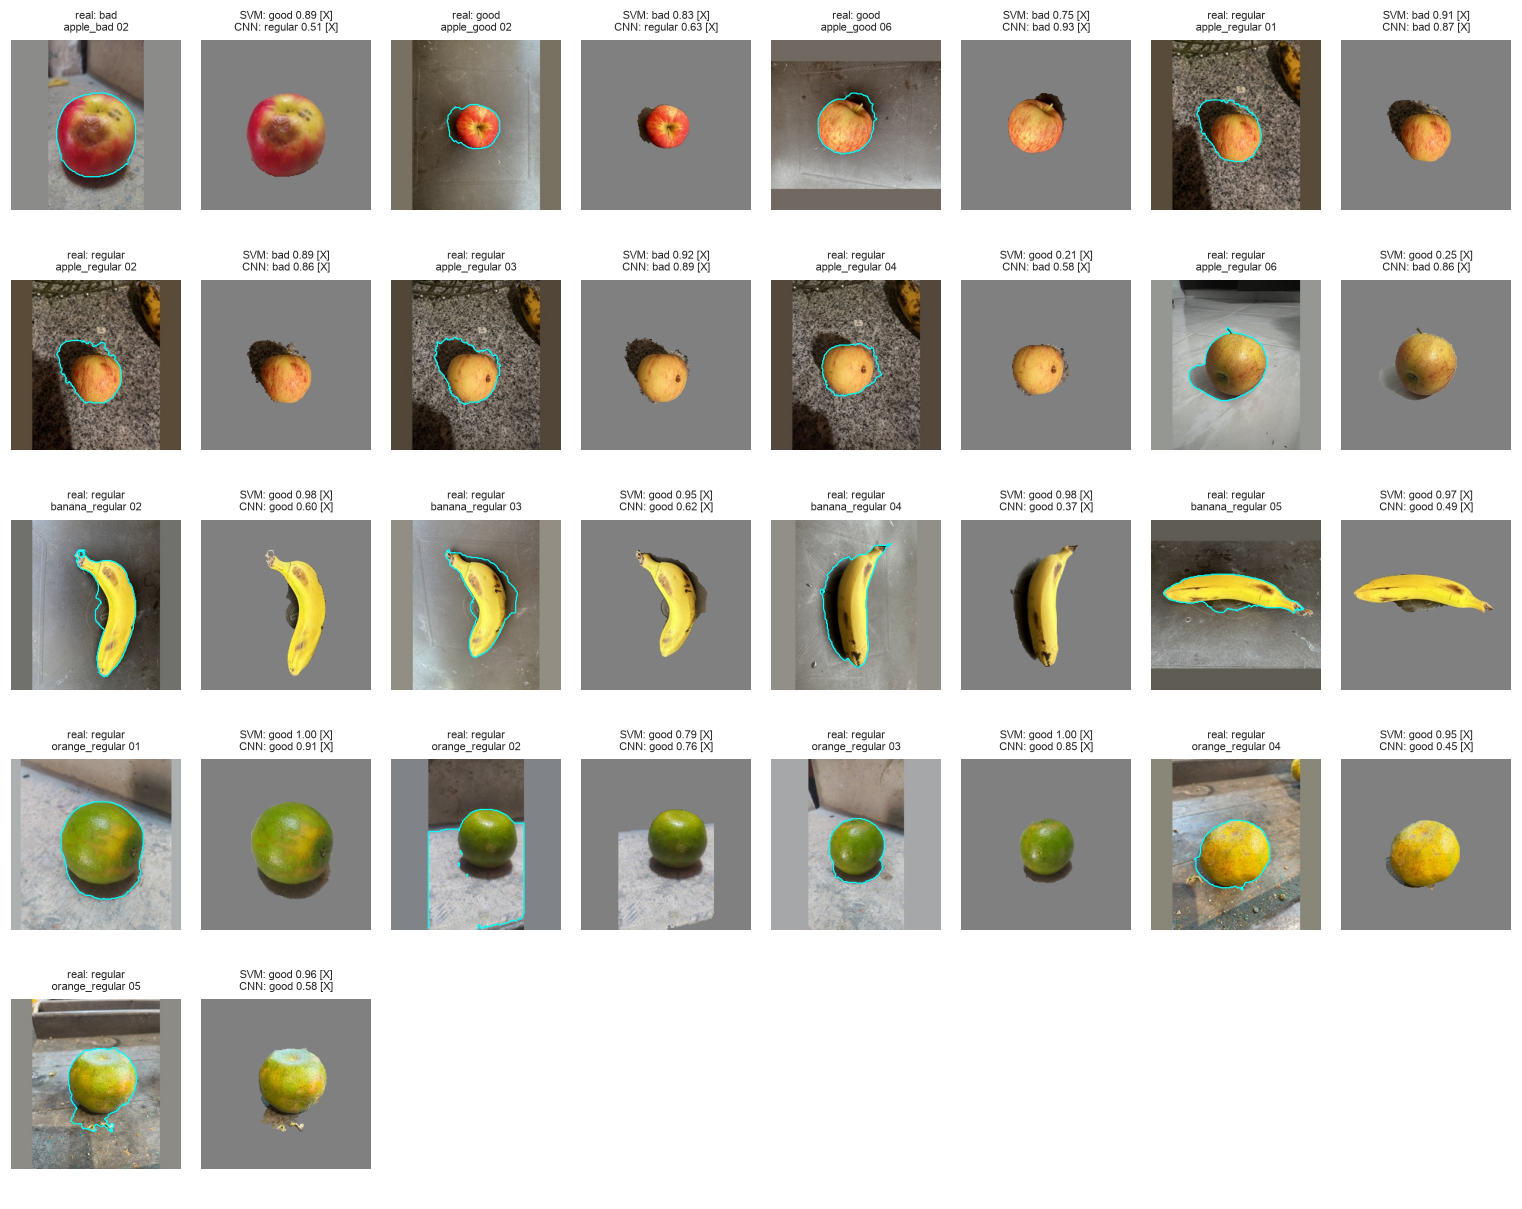 real: bad
apple_bad 02
SVM: good 0.89 [X]
CNN: regular 0.51 [X]
real: good
apple_good 02
SVM: bad 0.83 [X]
CNN: regular 0.63 [X]
real: good
apple_good 06
SVM: bad 0.75 [X]
CNN: bad 0.93 [X]
real: regular
apple_regular 01
SVM: bad 0.91 [X]
CNN: bad 0.87 [X]
real: regular
apple_regular 02
SVM: bad 0.89 [X]
CNN: bad 0.86 [X]
real: regular
apple_regular 03
SVM: bad 0.92 [X]
CNN: bad 0.89 [X]
real: regular
apple_regular 04
SVM: good 0.21 [X]
CNN: bad 0.58 [X]
real: regular
apple_regular 06
SVM: good 0.25 [X]
CNN: bad 0.86 [X]
real: regular
banana_regular 02
SVM: good 0.98 [X]
CNN: good 0.60 [X]
real: regular
banana_regular 03
SVM: good 0.95 [X]
CNN: good 0.62 [X]
real: regular
banana_regular 04
SVM: good 0.98 [X]
CNN: good 0.37 [X]
real: regular
banana_regular 05
SVM: good 0.97 [X]
CNN: good 0.49 [X]
real: regular
orange_regular 01
SVM: good 1.00 [X]
CNN: good 0.91 [X]
real: regular
orange_regular 02
SVM: good 0.79 [X]
CNN: good 0.76 [X]
real: regular
orange_regular 03
SVM: good 1.00 [X]
CNN: good 0.85 [X]
real: regular
orange_regular 04
SVM: good 0.95 [X]
CNN: good 0.45 [X]
real: regular
orange_regular 05
SVM: good 0.96 [X]
CNN: good 0.58 [X]